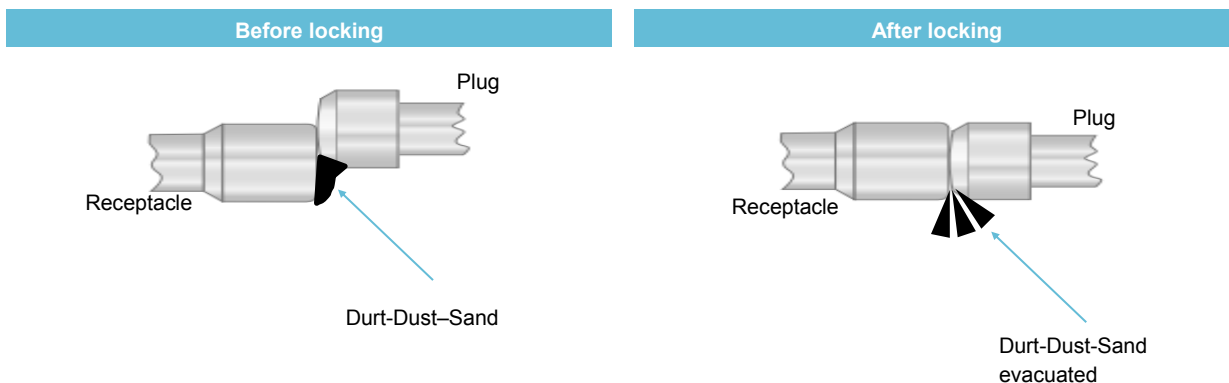 Before locking
Plug
Receptacle
Durt-Dust–Sand
After locking
Plug
Receptacle
Durt-Dust-Sand
evacuated